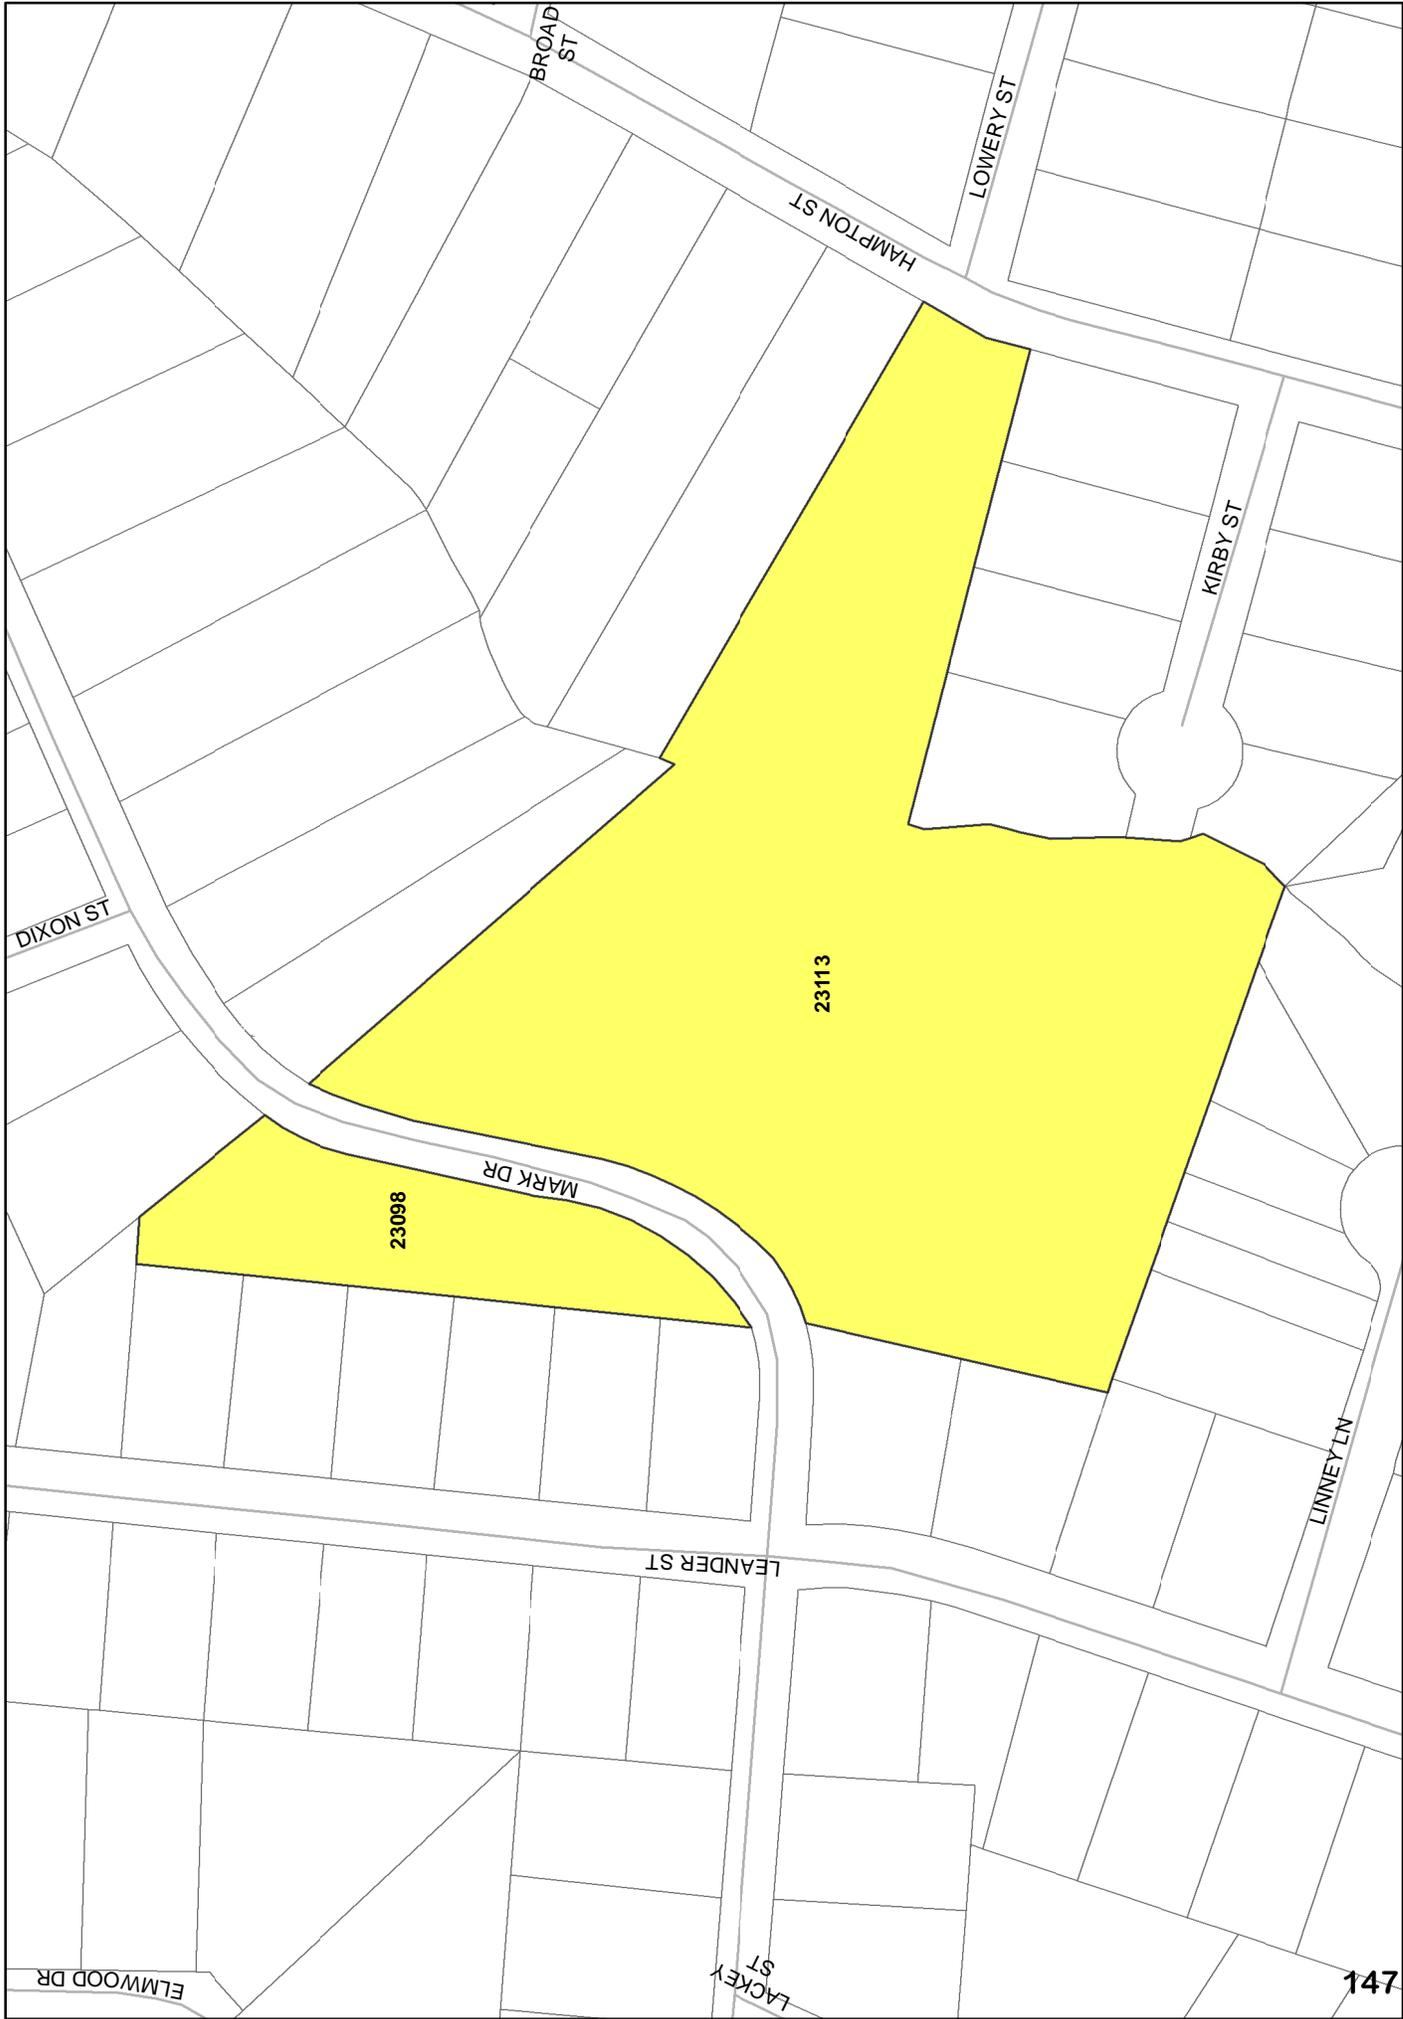 BROAD
ST
LOWERY ST
HAMPTON ST
KIRBY ST
DIXON ST
23113
MARK DR
23098
LINNEY LN
LEANDER ST
LACKEY
ST
ELMWOOD DR
147